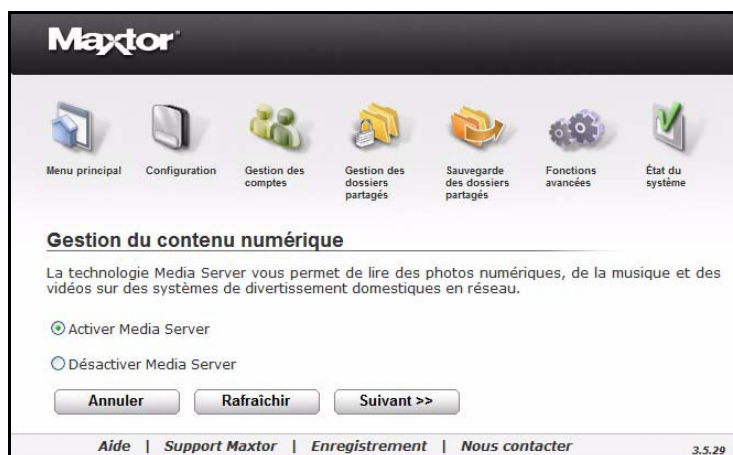 Maxtor
Menu principal
Configuration
Gestion des
comptes
Gestion des
dossiers
partagés
Sauvegarde
des dossiers
partagés
Fonctions
avancées
État du
système
Gestion du contenu numérique
La technologie Media Server vous permet de lire des photos numériques, de la musique et des
vidéos sur des systèmes de divertissement domestiques en réseau.
Activer Media Server
Désactiver Media Server
Annuler Rafraîchir Suivant >>
Aide | Support Maxtor | Enregistrement | Nous contacter 3.5.29